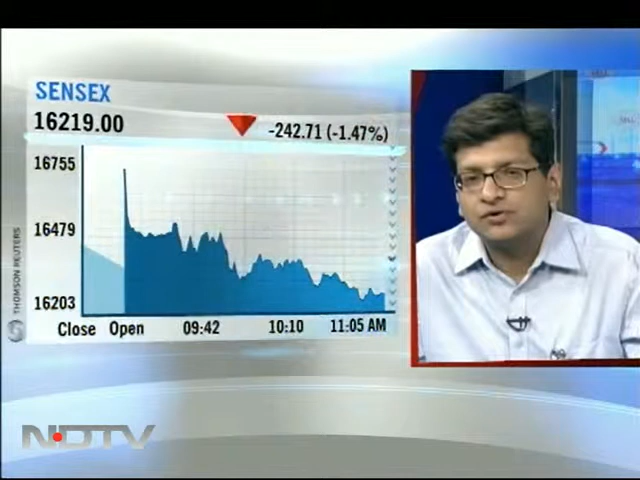 SENSEX
16219.00
-242.71 (-1.47%)
16755
16479
16203
Close Open 09:42 10:10 11:05 AM
THOMSON REUTERS
NDTV